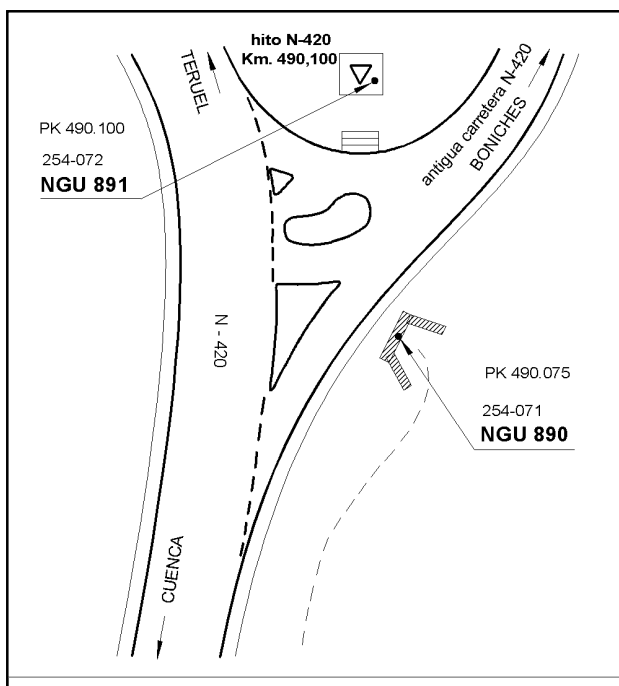 hito N-420
Km. 490,100
TERUEL
antigua carretera N-420
BONICHES
PK 490.100
254-072
NGU 891
N - 420
PK 490.075
254-071
NGU 890
CUENCA